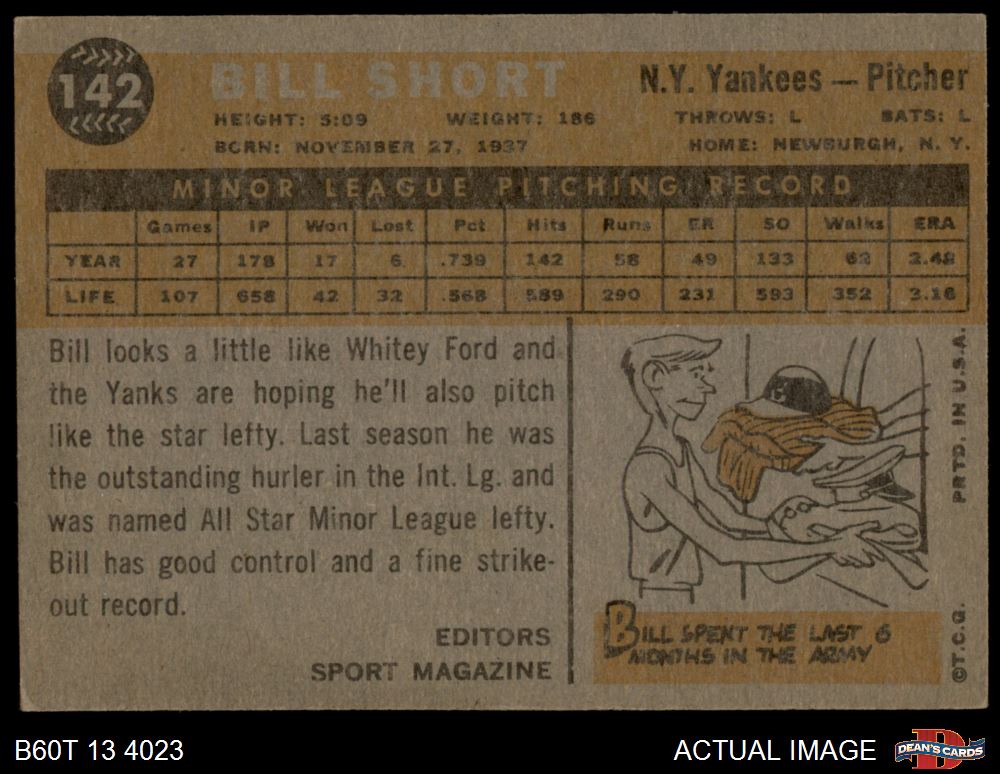 142
BILL SHORT
N.Y. Yankees — Pitcher
HEIGHT: 5:09 WEIGHT: 186 THROWS: L BATS: L
BORN: NOVEMBER 27, 1937 HOME: NEWBURGH, N. Y.
MINOR LEAGUE PITCHING RECORD
Games IP Won Lost Pct Hits Runs ER SO Walks ERA
YEAR 27 178 17 6 .739 142 58 49 133 62 2.48
LIFE 107 658 42 32 .568 589 290 231 593 352 3.16
Bill looks a little like Whitey Ford and
the Yanks are hoping he'll also pitch
like the star lefty. Last season he was
the outstanding hurler in the Int. Lg. and
was named All Star Minor League lefty.
Bill has good control and a fine strike-
out record.
EDITORS
SPORT MAGAZINE
BILL SPENT THE LAST 6
MONTHS IN THE ARMY
©T.C.G. PRTD. IN U.S.A.
B60T 13 4023
ACTUAL IMAGE
DEAN'S CARDS